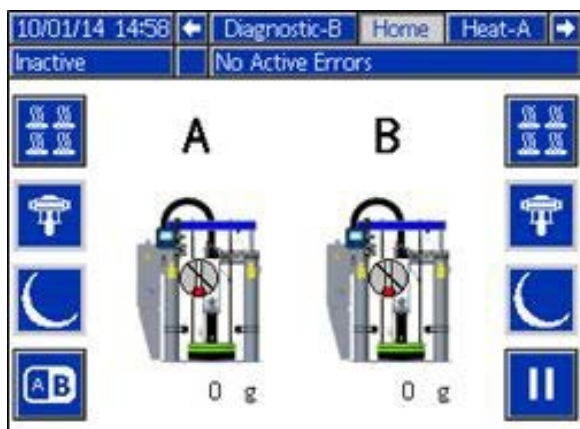 10/01/14 14:58 Diagnostic-B Home Heat-A
Inactive No Active Errors
A B
0 g 0 g
A B